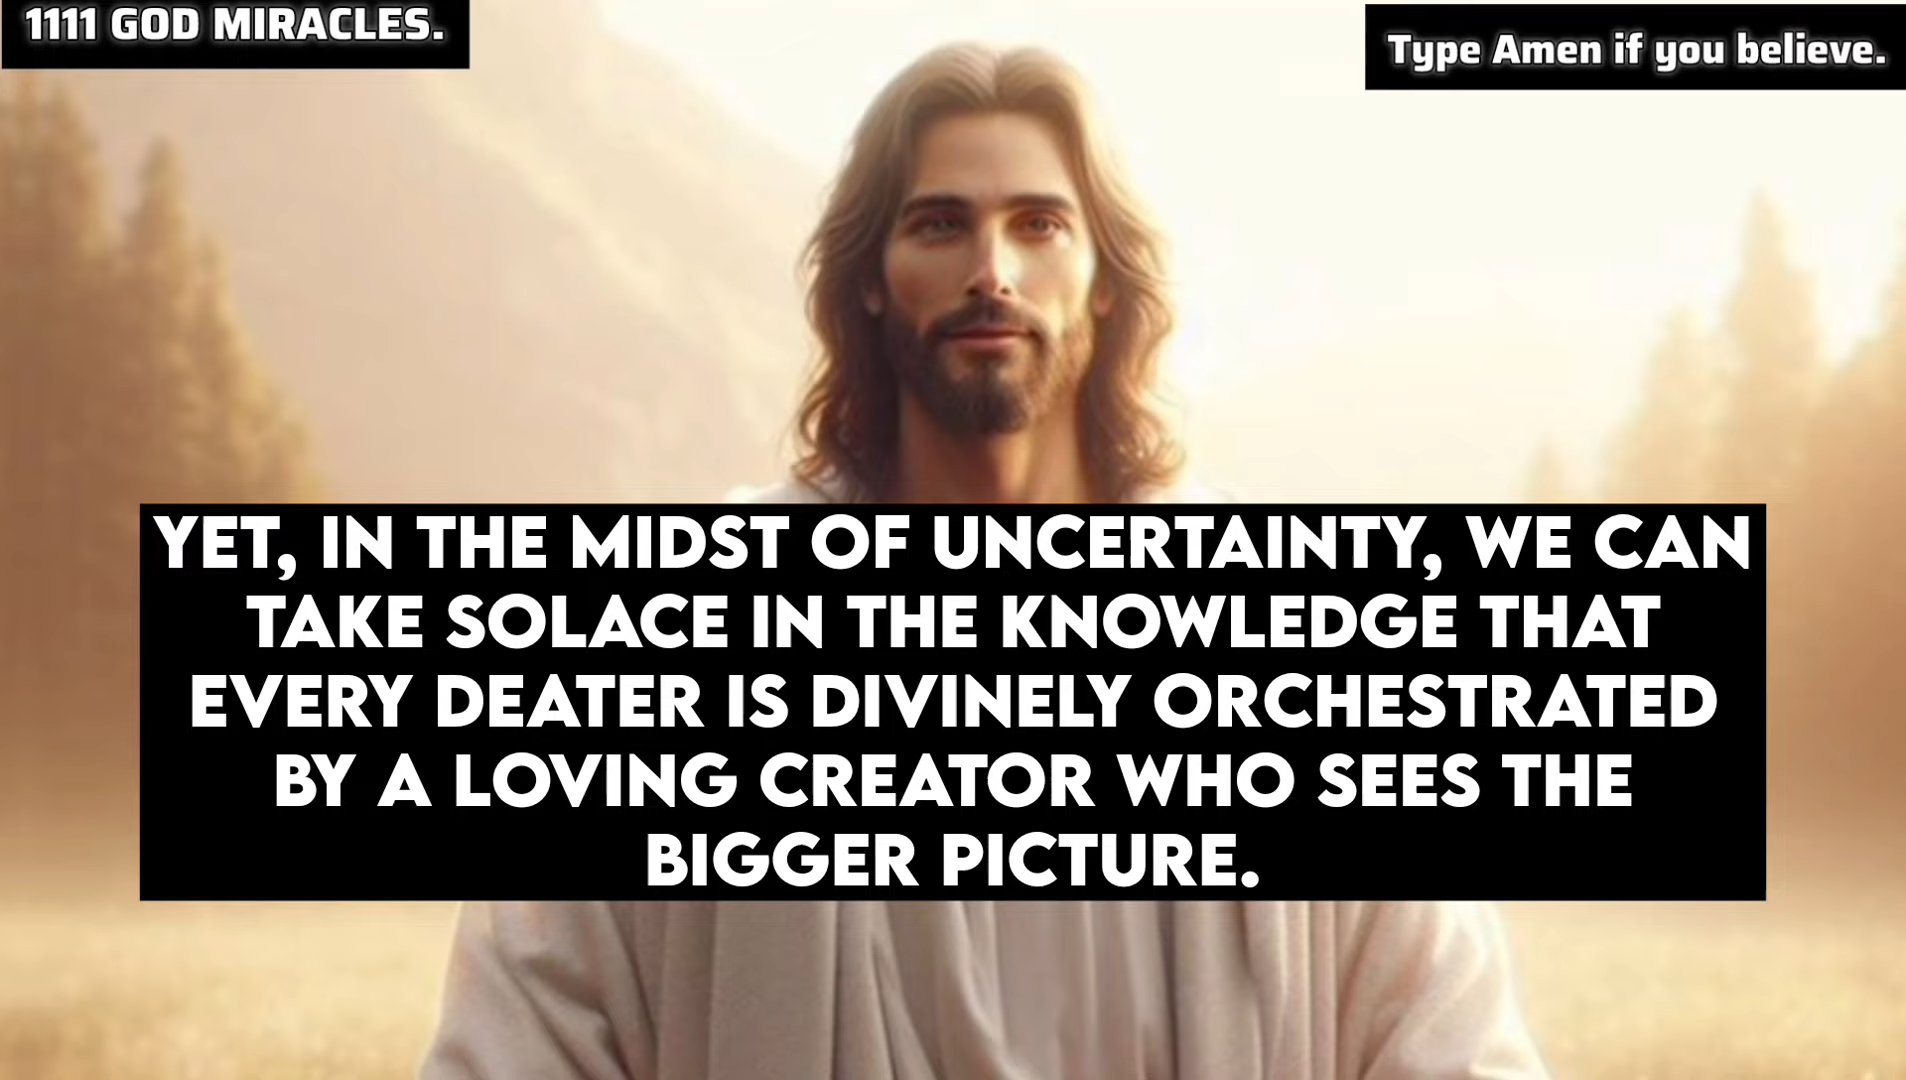 1111 GOD MIRACLES.
Type Amen if you believe.
YET, IN THE MIDST OF UNCERTAINTY, WE CAN
TAKE SOLACE IN THE KNOWLEDGE THAT
EVERY DEATER IS DIVINELY ORCHESTRATED
BY A LOVING CREATOR WHO SEES THE
BIGGER PICTURE.